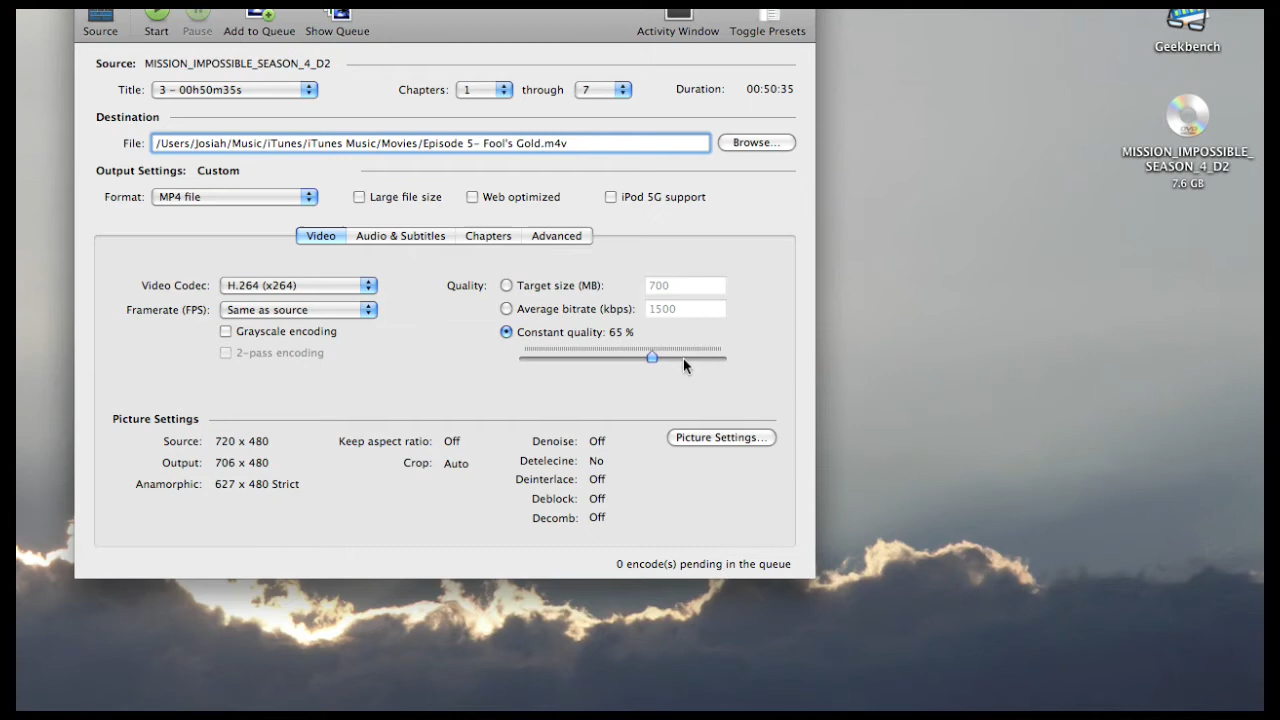 Source Start Pause Add to Queue Show Queue Activity Window Toggle Presets
Geekbench
Source: MISSION_IMPOSSIBLE_SEASON_4_D2
Title: 3 - 00h50m35s Chapters: 1 through 7 Duration: 00:50:35
Destination
File: /Users/Josiah/Music/iTunes/iTunes Music/Movies/Episode 5- Fool's Gold.m4v Browse...
DVD
MISSION_IMPOSSIBLE_
SEASON_4_D2
7.6 GB
Output Settings: Custom
Format: MP4 file Large file size Web optimized iPod 5G support
Video Audio & Subtitles Chapters Advanced
Video Codec: H.264 (x264) Quality: Target size (MB): 700
Framerate (FPS): Same as source Average bitrate (kbps): 1500
Grayscale encoding Constant quality: 65 %
2-pass encoding
Picture Settings
Picture Settings...
Source: 720 x 480 Keep aspect ratio: Off Denoise: Off
Output: 706 x 480 Crop: Auto Detelecine: No
Anamorphic: 627 x 480 Strict Deinterlace: Off
Deblock: Off
Decomb: Off
0 encode(s) pending in the queue